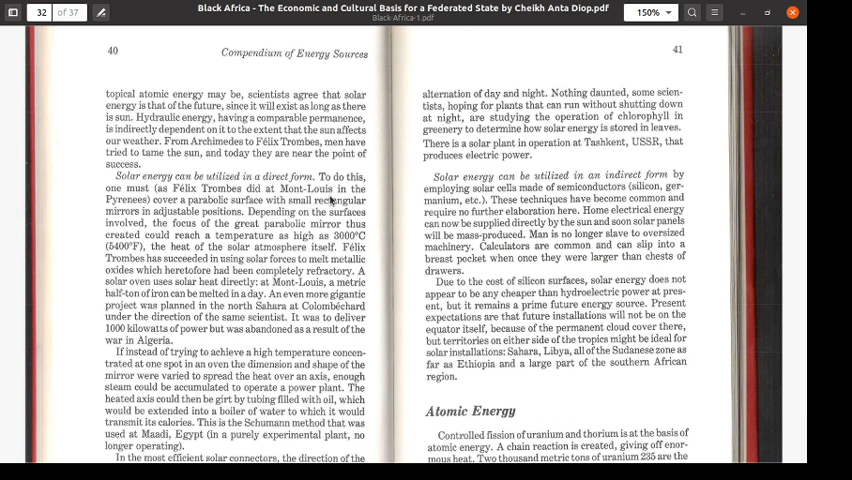 Black Africa - The Economic and Cultural Basis for a Federated State by Cheikh Anta Diop.pdf
Black-Africa-1.pdf
32 of 37
150%
40 Compendium of Energy Sources
topical atomic energy may be, scientists agree that solar
energy is that of the future, since it will exist as long as there
is sun. Hydraulic energy, having a comparable permanence,
is indirectly dependent on it to the extent that the sun affects
our weather. From Archimedes to Félix Trombes, men have
tried to tame the sun, and today they are near the point of
success.
Solar energy can be utilized in a direct form. To do this,
one must (as Félix Trombes did at Mont-Louis in the
Pyrenees) cover a parabolic surface with small rectangular
mirrors in adjustable positions. Depending on the surfaces
involved, the focus of the great parabolic mirror thus
created could reach a temperature as high as 3000°C
(5400°F), the heat of the solar atmosphere itself. Félix
Trombes has succeeded in using solar forces to melt metallic
oxides which heretofore had been completely refractory. A
solar oven uses solar heat directly: at Mont-Louis, a metric
half-ton of iron can be melted in a day. An even more gigantic
project was planned in the north Sahara at Colombéchard
under the direction of the same scientist. It was to deliver
1000 kilowatts of power but was abandoned as a result of the
war in Algeria.
If instead of trying to achieve a high temperature concen-
trated at one spot in an oven the dimension and shape of the
mirror were varied to spread the heat over an axis, enough
steam could be accumulated to operate a power plant. The
heated axis could then be girt by tubing filled with oil, which
would be extended into a boiler of water to which it would
transmit its calories. This is the Schumann method that was
used at Maadi, Egypt (in a purely experimental plant, no
longer operating).
In the most efficient solar connectors, the direction of the
41
alternation of day and night. Nothing daunted, some scien-
tists, hoping for plants that can run without shutting down
at night, are studying the operation of chlorophyll in
greenery to determine how solar energy is stored in leaves.
There is a solar plant in operation at Tashkent, USSR, that
produces electric power.
Solar energy can be utilized in an indirect form by
employing solar cells made of semiconductors (silicon, ger-
manium, etc.). These techniques have become common and
require no further elaboration here. Home electrical energy
can now be supplied directly by the sun and soon solar panels
will be mass-produced. Man is no longer slave to oversized
machinery. Calculators are common and can slip into a
breast pocket when once they were larger than chests of
drawers.
Due to the cost of silicon surfaces, solar energy does not
appear to be any cheaper than hydroelectric power at pres-
ent, but it remains a prime future energy source. Present
expectations are that future installations will not be on the
equator itself, because of the permanent cloud cover there,
but territories on either side of the tropics might be ideal for
solar installations: Sahara, Libya, all of the Sudanese zone as
far as Ethiopia and a large part of the southern African
region.
Atomic Energy
Controlled fission of uranium and thorium is at the basis of
atomic energy. A chain reaction is created, giving off enor-
mous heat. Two thousand metric tons of uranium 235 are the